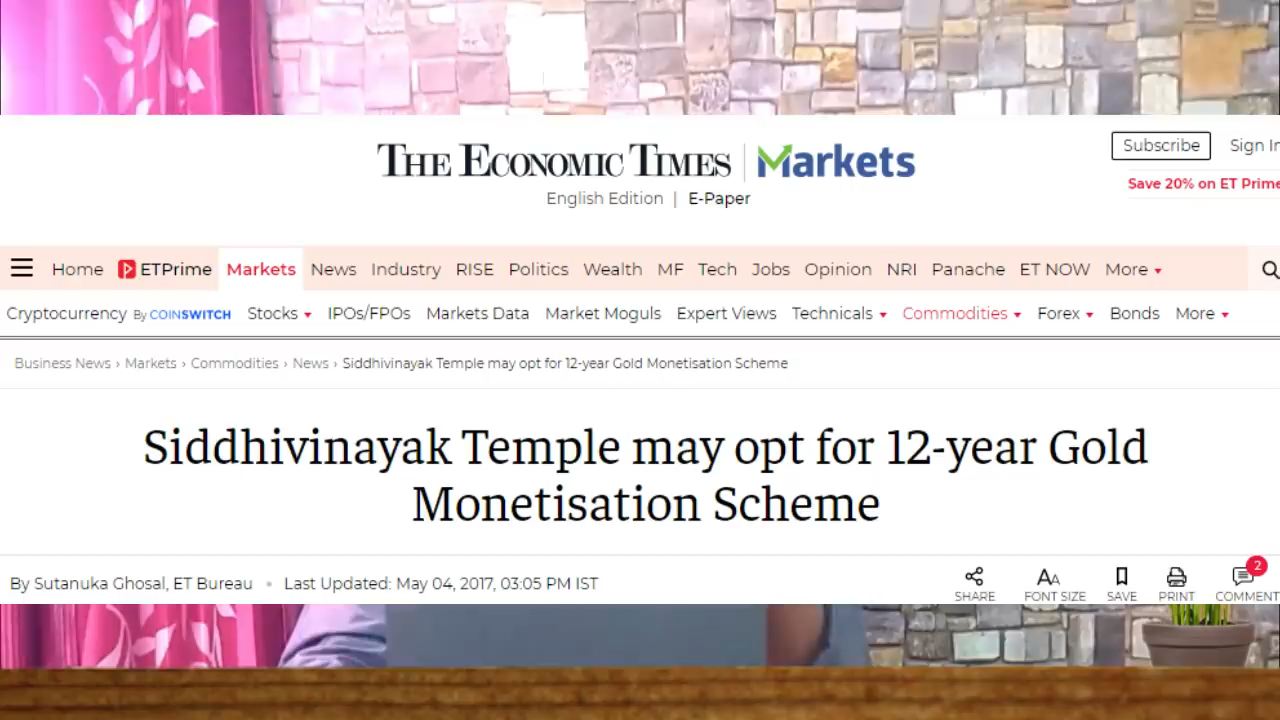 THE ECONOMIC TIMES | Markets
Subscribe Sign In
English Edition | E-Paper
Save 20% on ET Prime
Home ETPrime Markets News Industry RISE Politics Wealth MF Tech Jobs Opinion NRI Panache ET NOW More
Cryptocurrency By COINSWITCH Stocks IPOs/FPOs Markets Data Market Moguls Expert Views Technicals Commodities Forex Bonds More
Business News › Markets › Commodities › News › Siddhivinayak Temple may opt for 12-year Gold Monetisation Scheme
Siddhivinayak Temple may opt for 12-year Gold
Monetisation Scheme
By Sutanuka Ghosal, ET Bureau • Last Updated: May 04, 2017, 03:05 PM IST
2
SHARE FONT SIZE SAVE PRINT COMMENT